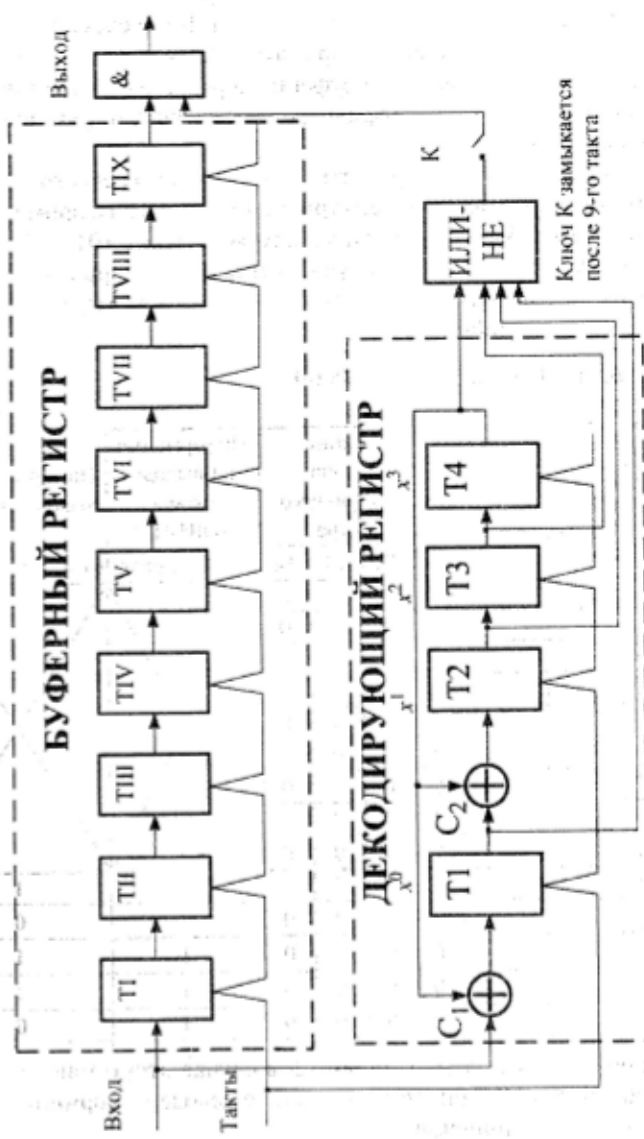 БУФЕРНЫЙ РЕГИСТР
Вход
TI
TII
TIII
TIV
TV
TVI
TVII
TVIII
TIX
&
Выход
Такты
ДЕКОДИРУЮЩИЙ РЕГИСТР
x⁰
x¹
x²
x³
C₁
T1
C₂
T2
T3
T4
ИЛИ-
НЕ
К
Ключ К замыкается
после 9-го такта